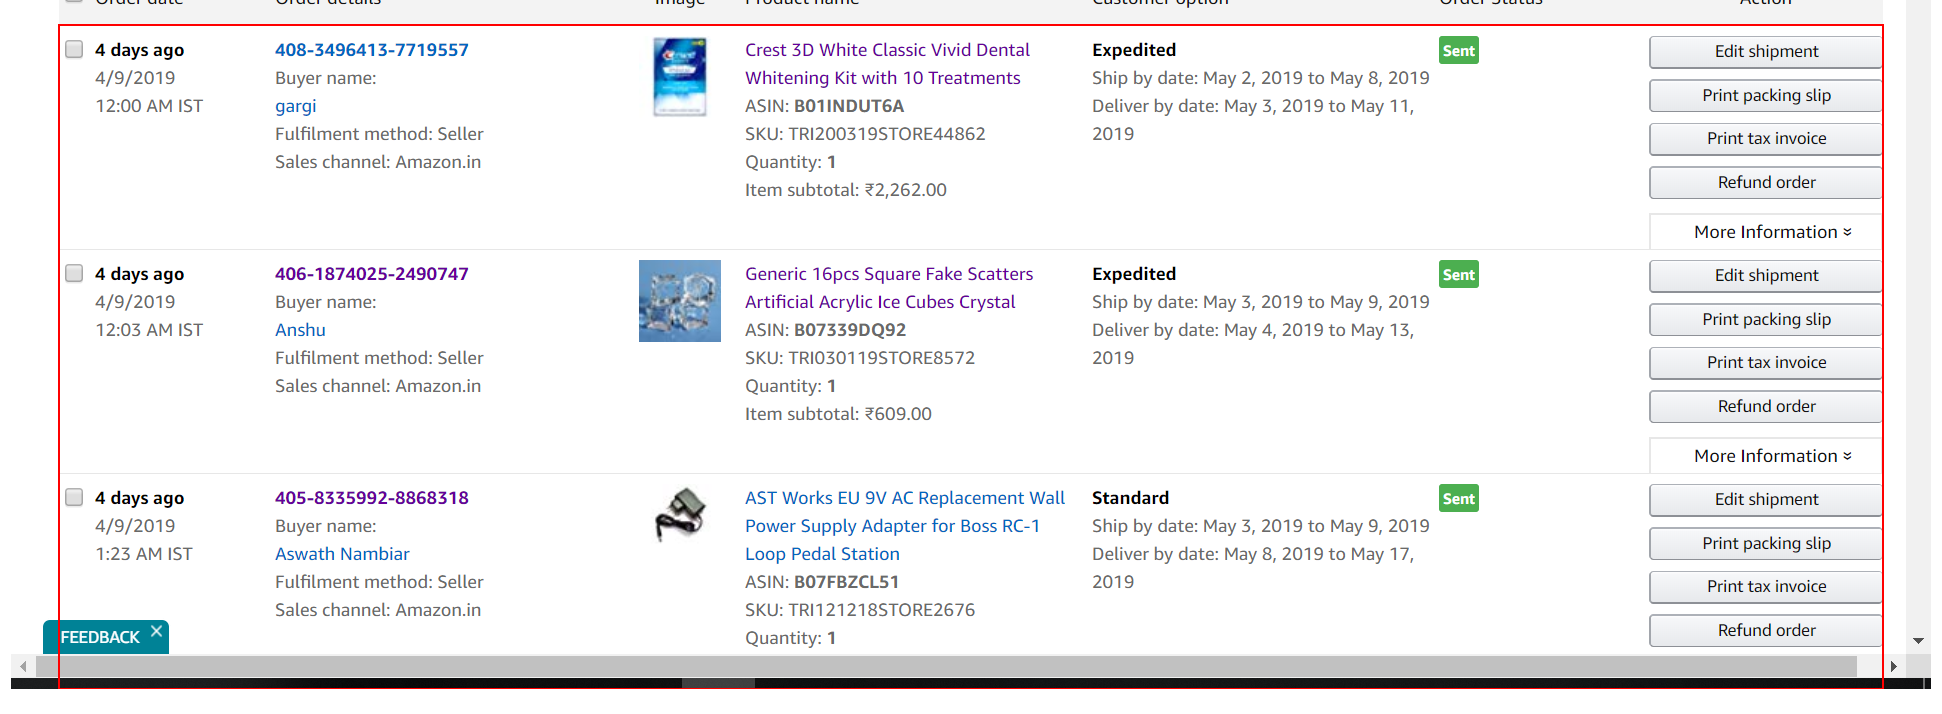 Order date Order details Image Product name Customer option Order Status Action
4 days ago
4/9/2019
12:00 AM IST
408-3496413-7719557
Buyer name:
gargi
Fulfilment method: Seller
Sales channel: Amazon.in
Crest 3D White Classic Vivid Dental
Whitening Kit with 10 Treatments
ASIN: B01INDUT6A
SKU: TRI200319STORE44862
Quantity: 1
Item subtotal: ₹2,262.00
Expedited
Ship by date: May 2, 2019 to May 8, 2019
Deliver by date: May 3, 2019 to May 11,
2019
Sent
Edit shipment
Print packing slip
Print tax invoice
Refund order
More Information
4 days ago
4/9/2019
12:03 AM IST
406-1874025-2490747
Buyer name:
Anshu
Fulfilment method: Seller
Sales channel: Amazon.in
Generic 16pcs Square Fake Scatters
Artificial Acrylic Ice Cubes Crystal
ASIN: B07339DQ92
SKU: TRI030119STORE8572
Quantity: 1
Item subtotal: ₹609.00
Expedited
Ship by date: May 3, 2019 to May 9, 2019
Deliver by date: May 4, 2019 to May 13,
2019
Sent
Edit shipment
Print packing slip
Print tax invoice
Refund order
More Information
4 days ago
4/9/2019
1:23 AM IST
405-8335992-8868318
Buyer name:
Aswath Nambiar
Fulfilment method: Seller
Sales channel: Amazon.in
AST Works EU 9V AC Replacement Wall
Power Supply Adapter for Boss RC-1
Loop Pedal Station
ASIN: B07FBZCL51
SKU: TRI121218STORE2676
Quantity: 1
Standard
Ship by date: May 3, 2019 to May 9, 2019
Deliver by date: May 8, 2019 to May 17,
2019
Sent
Edit shipment
Print packing slip
Print tax invoice
Refund order
FEEDBACK